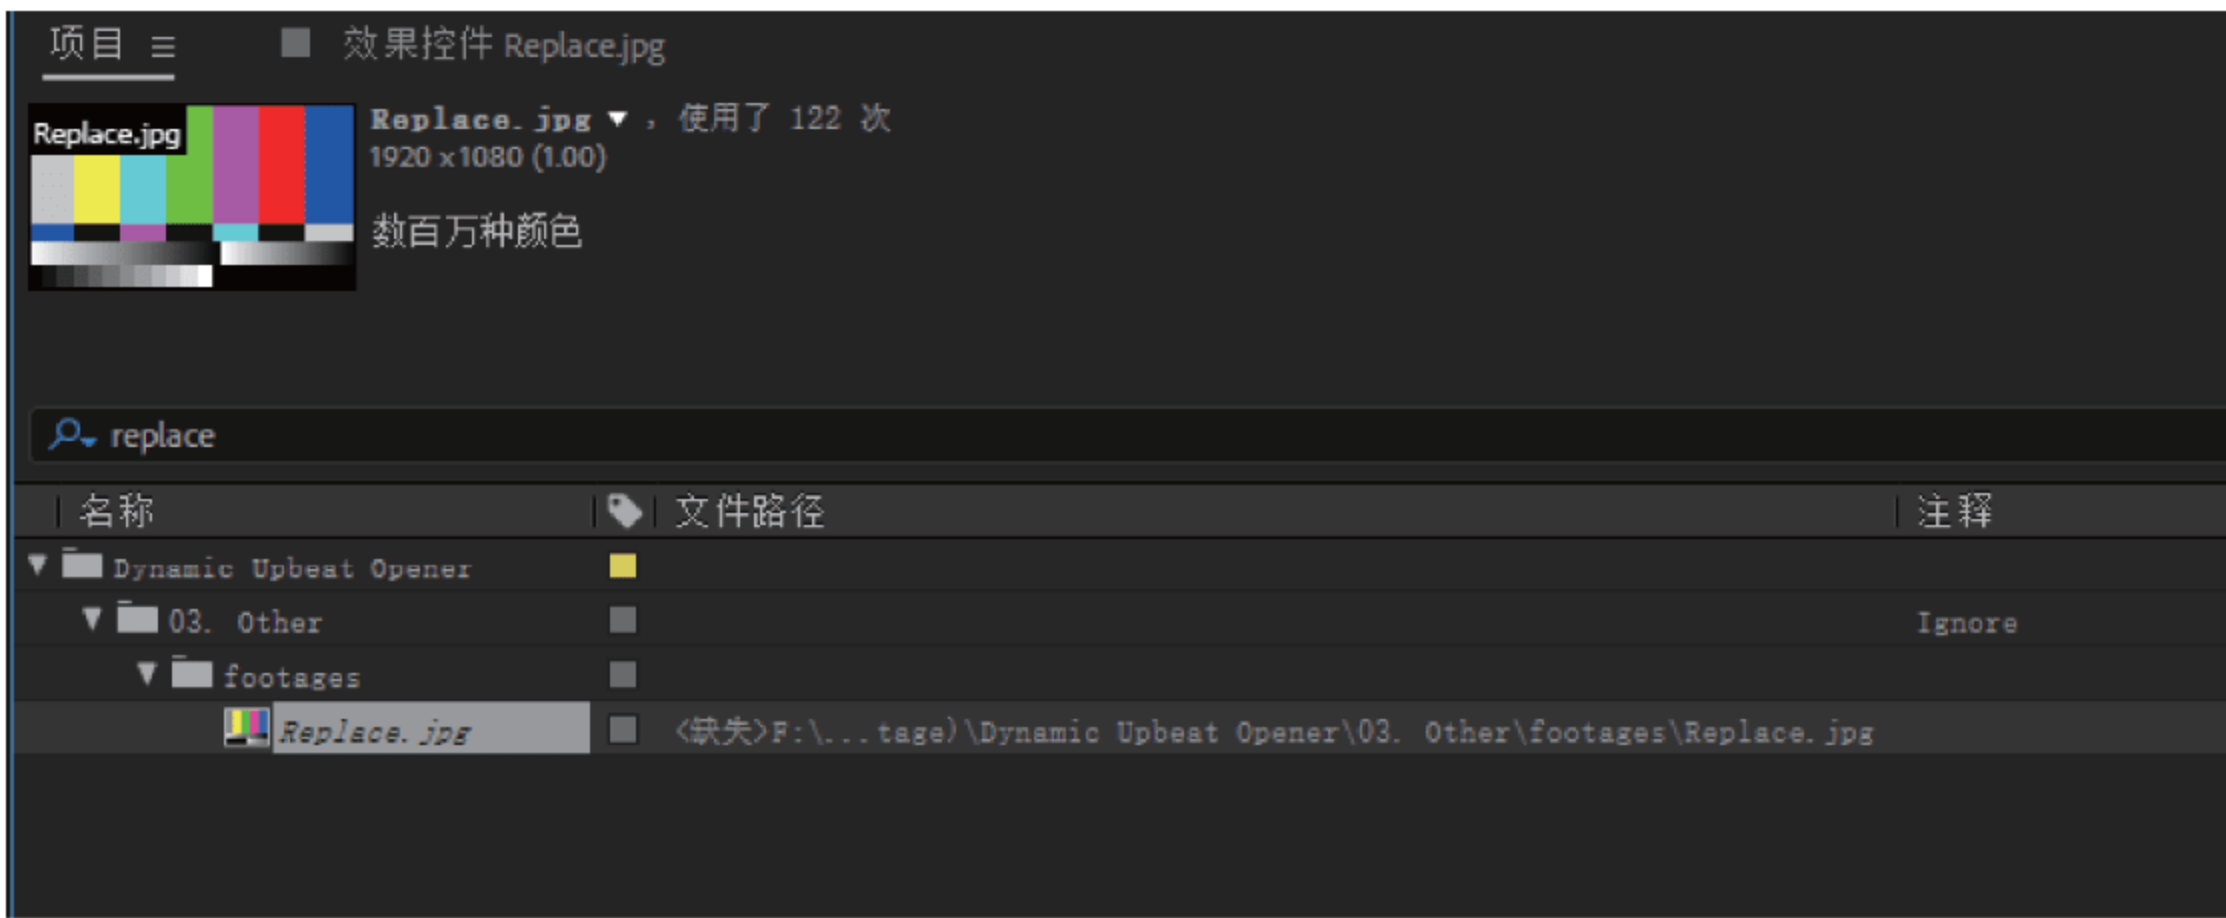 项目
效果控件 Replace.jpg
Replace.jpg
Replace.jpg ▼ , 使用了 122 次
1920 x 1080 (1.00)
数百万种颜色
replace
名称 文件路径 注释
Dynamic Upbeat Opener
03. Other Ignore
footages
Replace.jpg <缺失>F:\...tage)\Dynamic Upbeat Opener\03. Other\footages\Replace.jpg